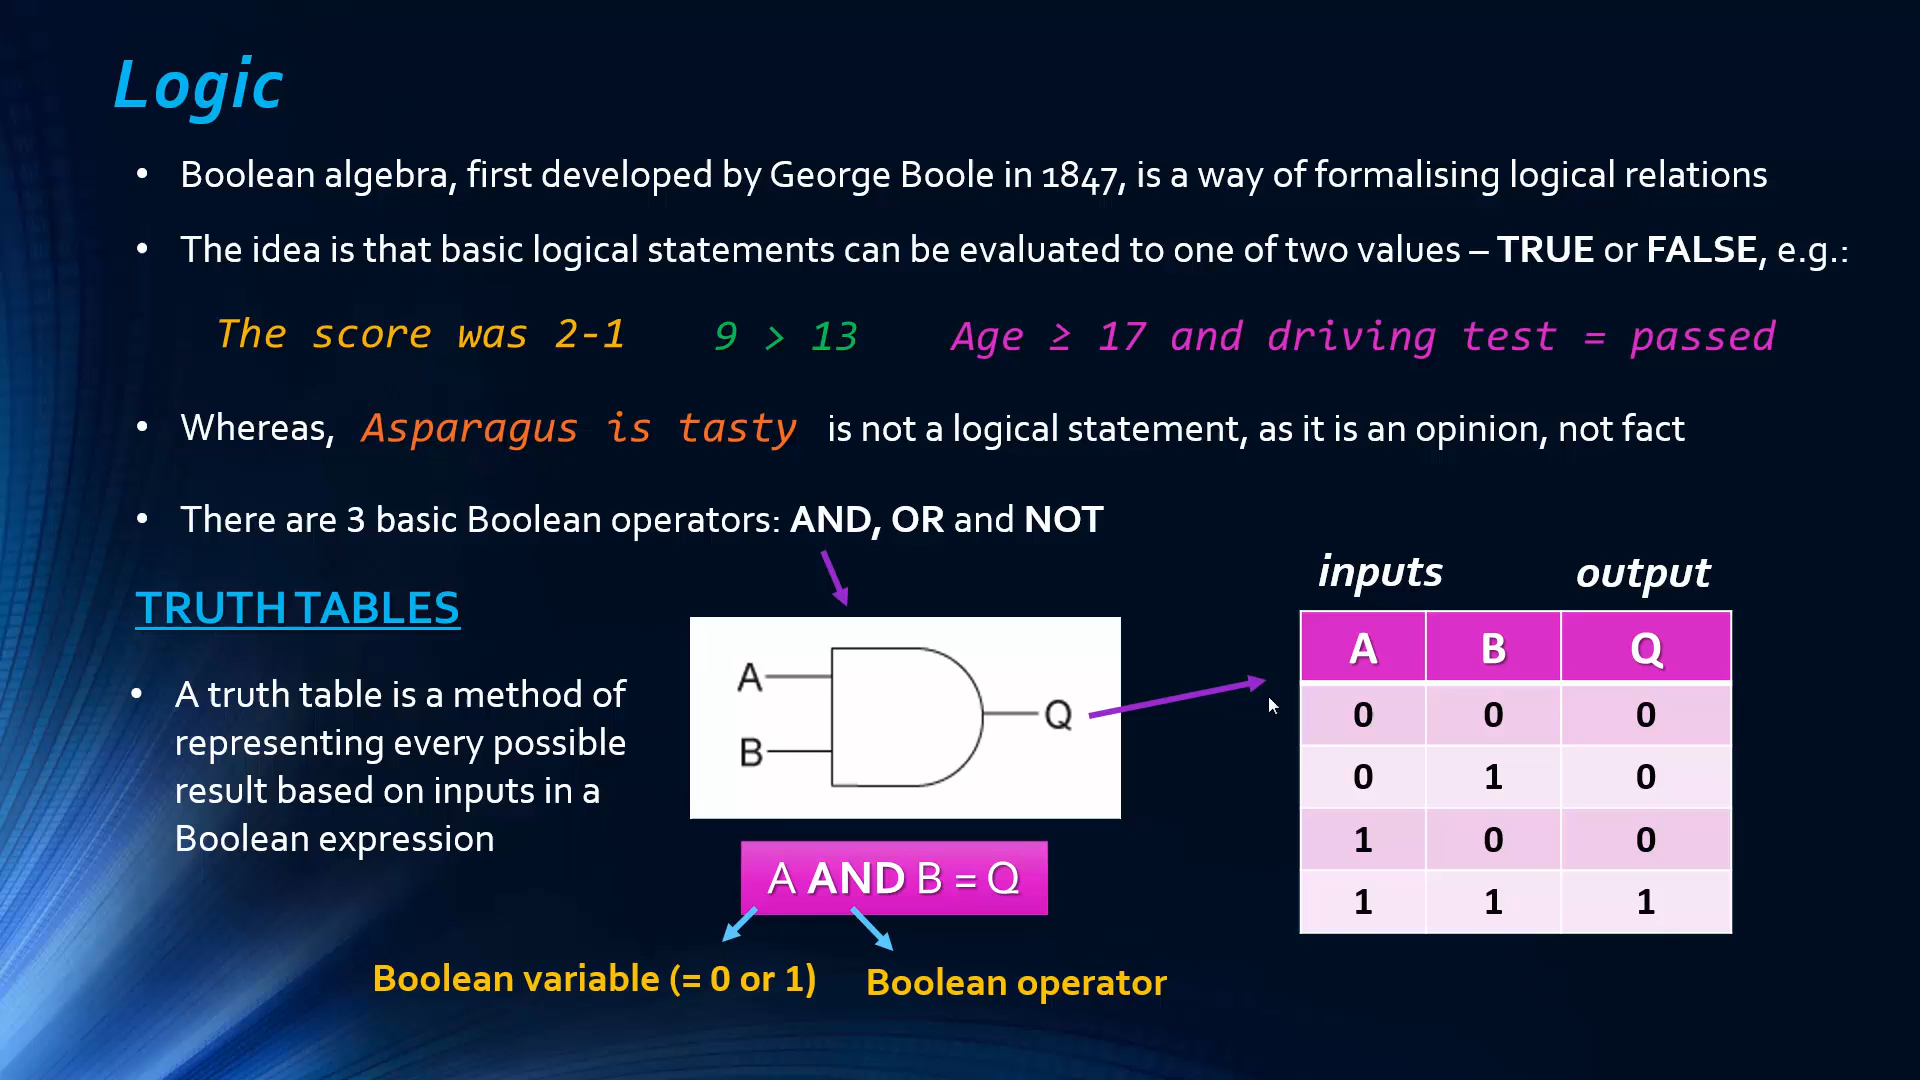 Logic
• Boolean algebra, first developed by George Boole in 1847, is a way of formalising logical relations
• The idea is that basic logical statements can be evaluated to one of two values – TRUE or FALSE, e.g.:
The score was 2-1 9 > 13 Age ≥ 17 and driving test = passed
• Whereas, Asparagus is tasty is not a logical statement, as it is an opinion, not fact
• There are 3 basic Boolean operators: AND, OR and NOT
TRUTH TABLES
• A truth table is a method of
representing every possible
result based on inputs in a
Boolean expression
A
B
Q
A AND B = Q
Boolean variable (= 0 or 1) Boolean operator
inputs output
A B Q
0 0 0
0 1 0
1 0 0
1 1 1